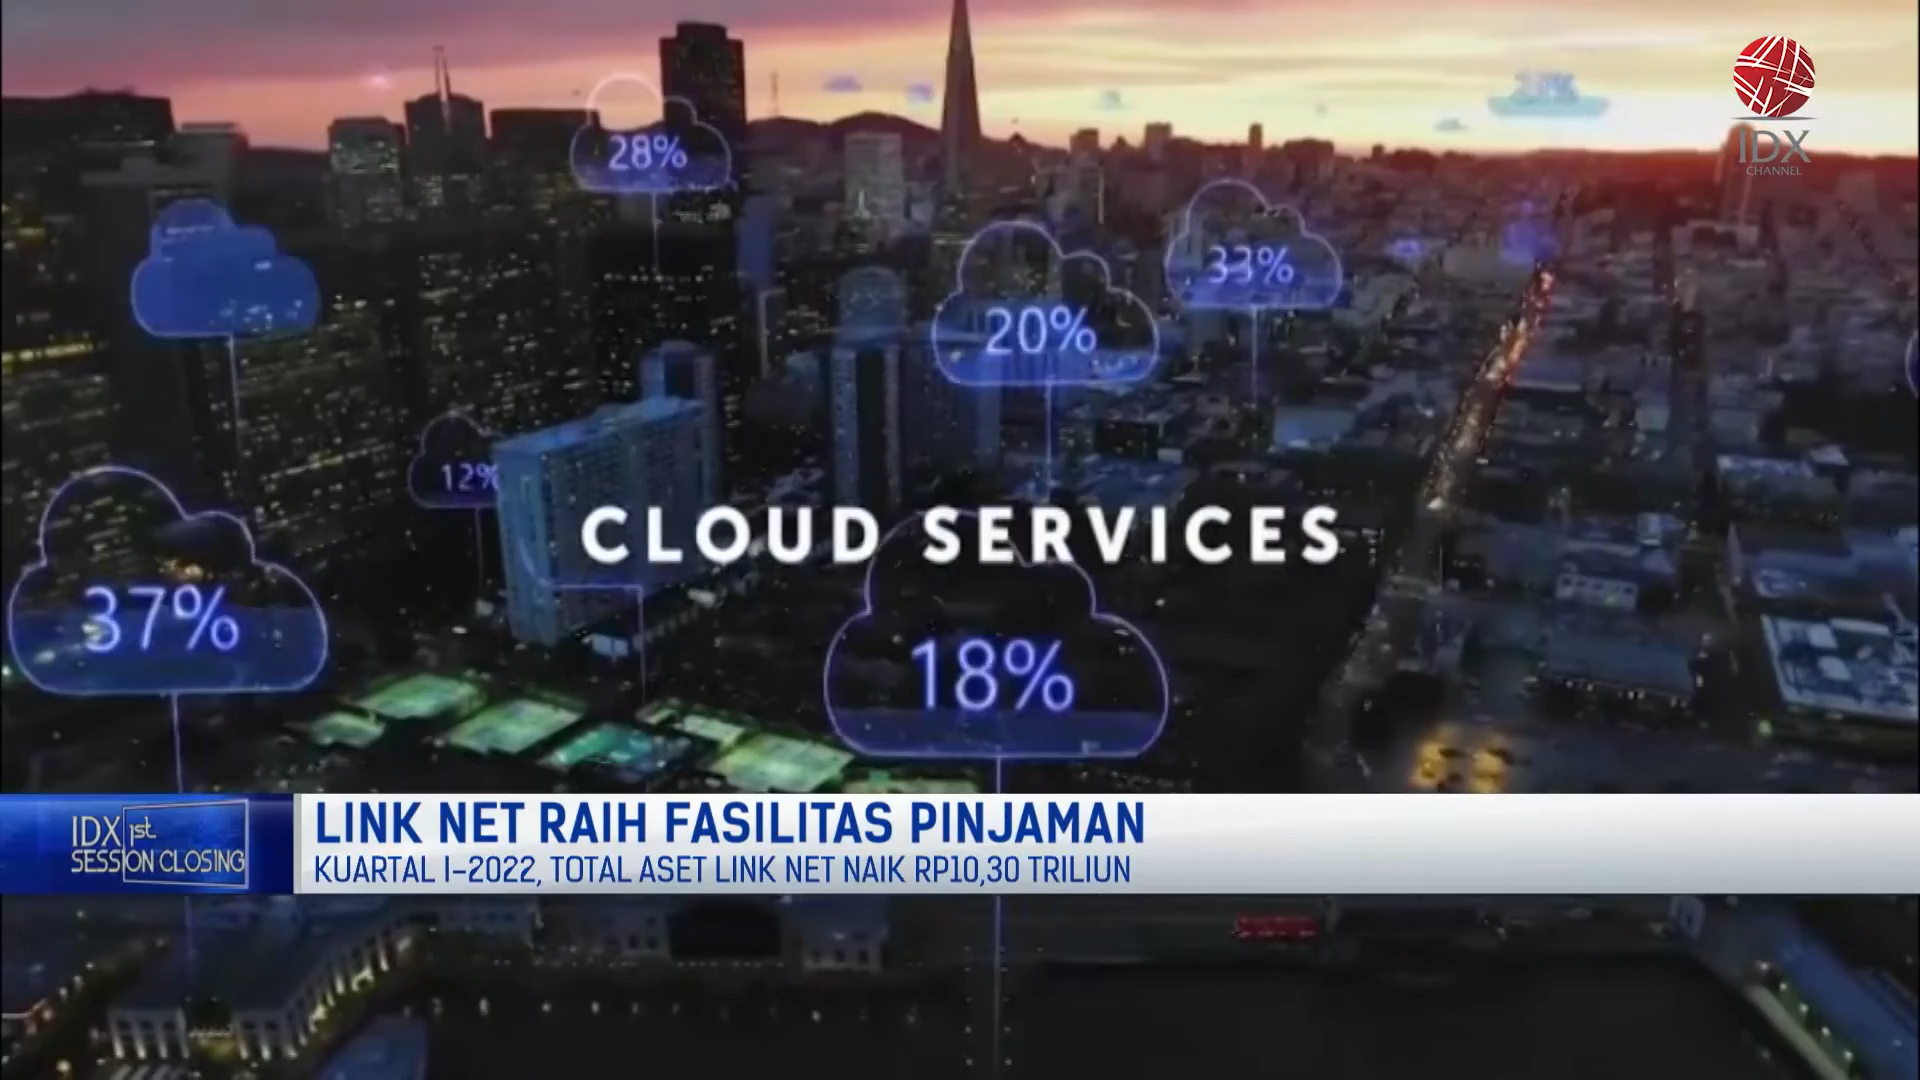 IDX
CHANNEL
28%
33%
20%
12%
CLOUD SERVICES
37%
18%
IDX 1st
SESSION CLOSING
LINK NET RAIH FASILITAS PINJAMAN
KUARTAL I-2022, TOTAL ASET LINK NET NAIK RP10,30 TRILIUN